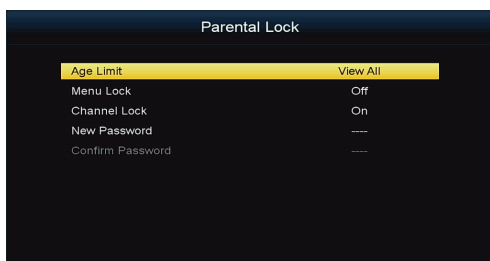 Parental Lock
Age Limit View All
Menu Lock Off
Channel Lock On
New Password ----
Confirm Password ----